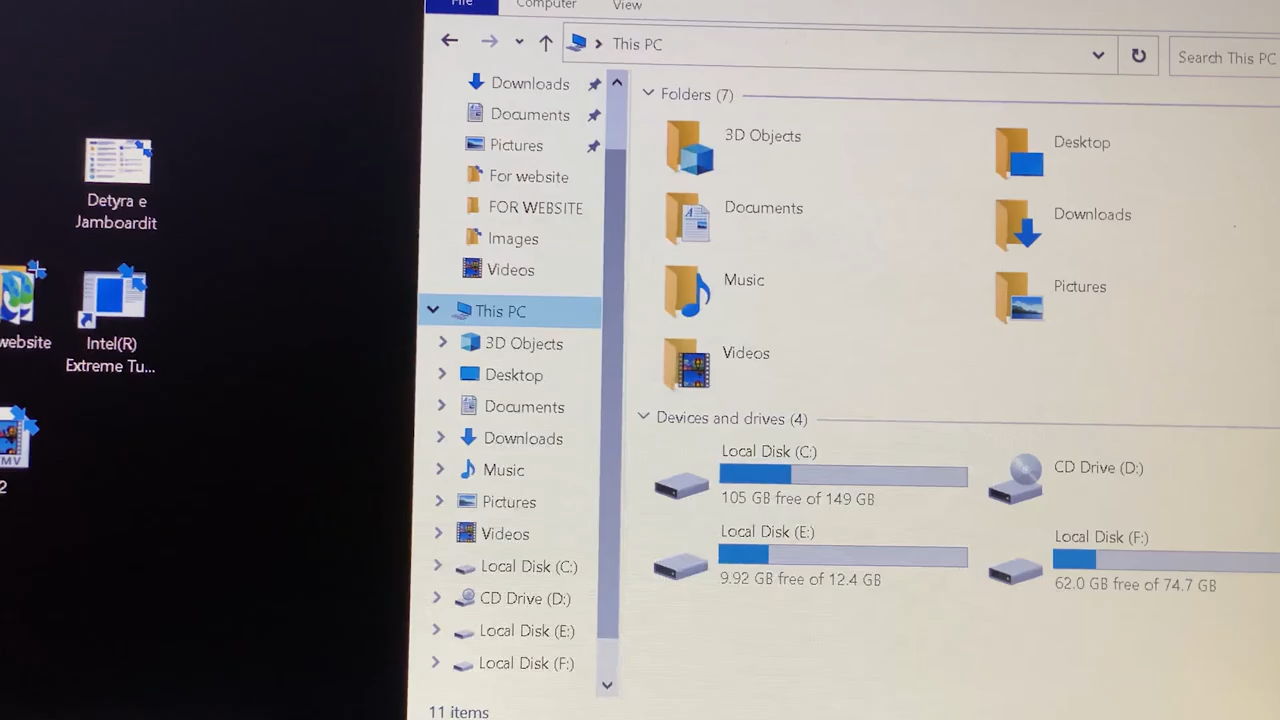 File
Computer
View
This PC
Search This PC
Detyra e
Jamboardit
website
Intel(R)
Extreme Tu...
MV
2
Downloads
Documents
Pictures
For website
FOR WEBSITE
Images
Videos
This PC
3D Objects
Desktop
Documents
Downloads
Music
Pictures
Videos
Local Disk (C:)
CD Drive (D:)
Local Disk (E:)
Local Disk (F:)
11 items
Folders (7)
3D Objects
Desktop
Documents
Downloads
Music
Pictures
Videos
Devices and drives (4)
Local Disk (C:)
105 GB free of 149 GB
CD Drive (D:)
Local Disk (E:)
9.92 GB free of 12.4 GB
Local Disk (F:)
62.0 GB free of 74.7 GB